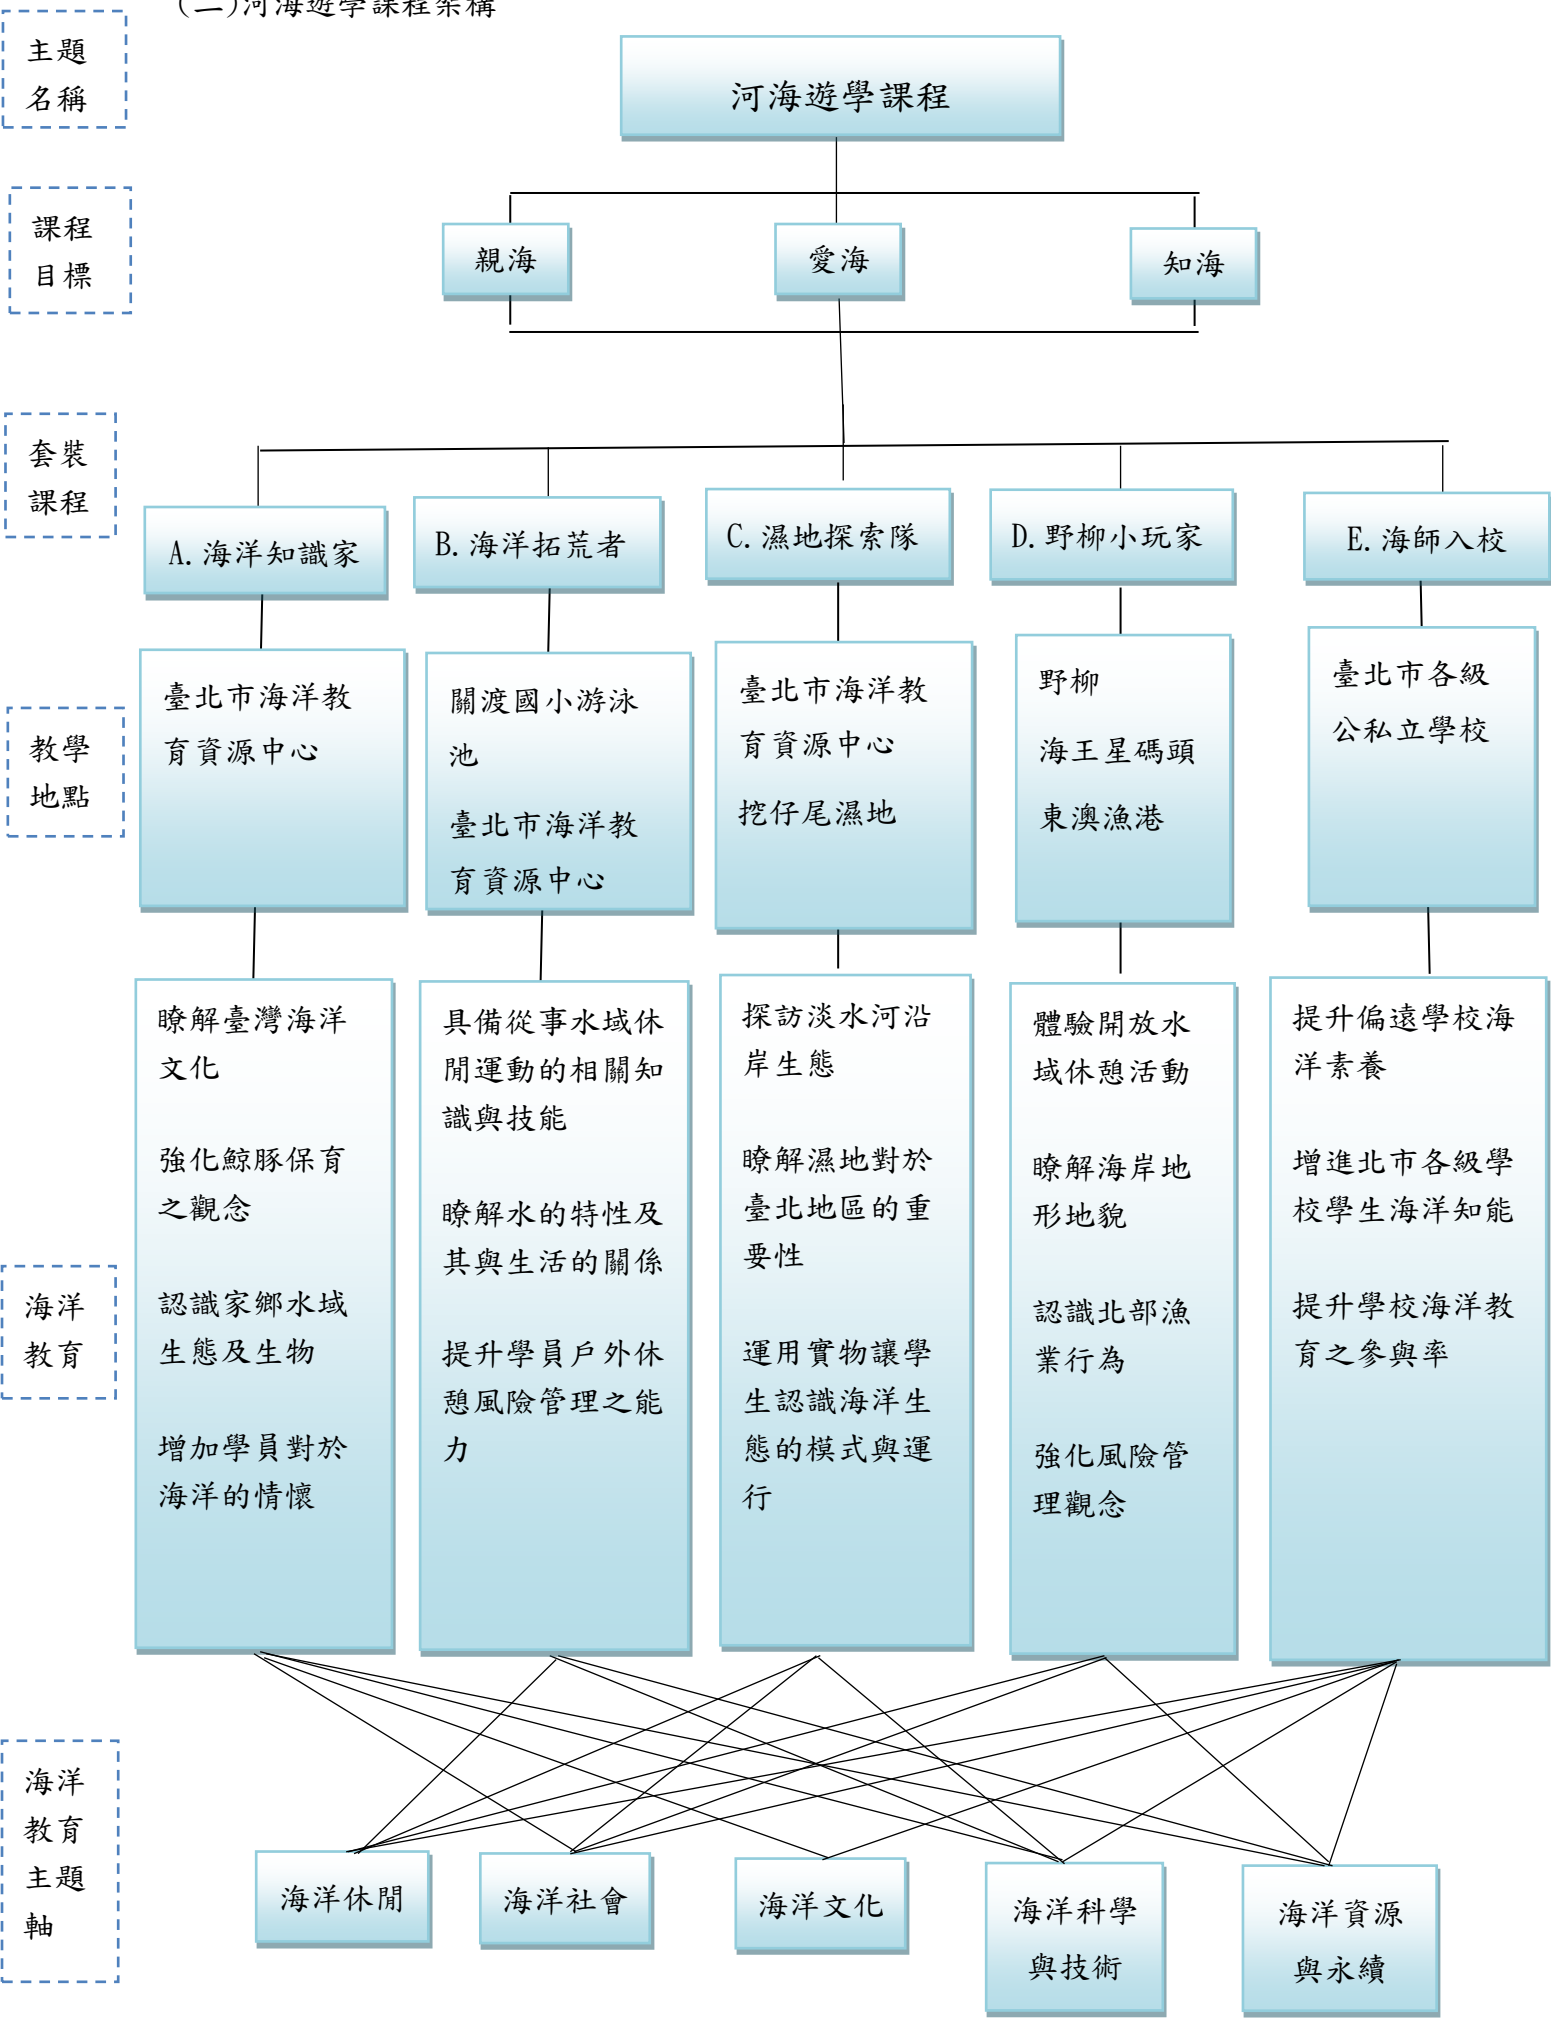 (二)河海遊學課程架構
主題
名稱
河海遊學課程
課程
目標
親海
愛海
知海
套裝
課程
A.海洋知識家
B.海洋拓荒者
C.濕地探索隊
D.野柳小玩家
E.海師入校
教學
地點
臺北市海洋教
育資源中心
關渡國小游泳
池
臺北市海洋教
育資源中心
臺北市海洋教
育資源中心
挖仔尾濕地
野柳
海王星碼頭
東澳漁港
臺北市各級
公私立學校
海洋
教育
瞭解臺灣海洋
文化
強化鯨豚保育
之觀念
認識家鄉水域
生態及生物
增加學員對於
海洋的情懷
具備從事水域休
閒運動的相關知
識與技能
瞭解水的特性及
其與生活的關係
提升學員戶外休
憩風險管理之能
力
探訪淡水河沿
岸生態
瞭解濕地對於
臺北地區的重
要性
運用實物讓學
生認識海洋生
態的模式與運
行
體驗開放水
域休憩活動
瞭解海岸地
形地貌
認識北部漁
業行為
強化風險管
理觀念
提升偏遠學校海
洋素養
增進北市各級學
校學生海洋知能
提升學校海洋教
育之參與率
海洋
教育
主題
軸
海洋休閒
海洋社會
海洋文化
海洋科學
與技術
海洋資源
與永續